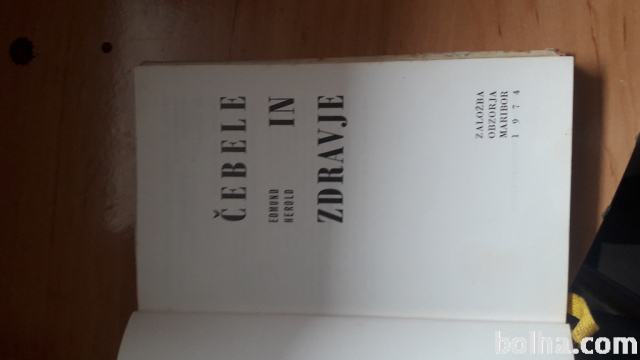 ČEBELE
EDMUND
HEROLD
IN
ZDRAVJE
ZALOŽBA
OBZORJA
MARIBOR
1974
bolha.com